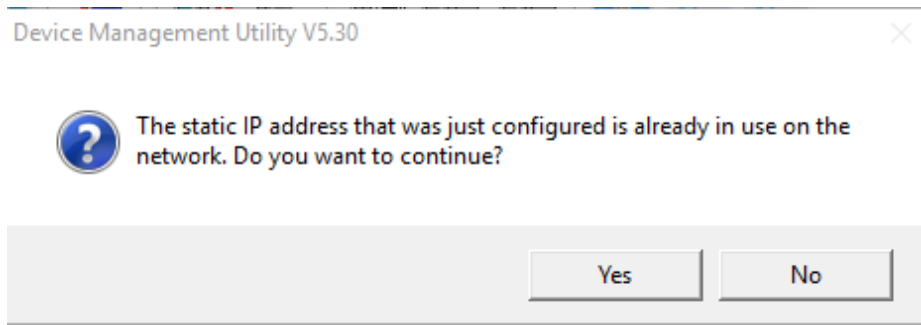 Device Management Utility V5.30
The static IP address that was just configured is already in use on the
network. Do you want to continue?
Yes
No